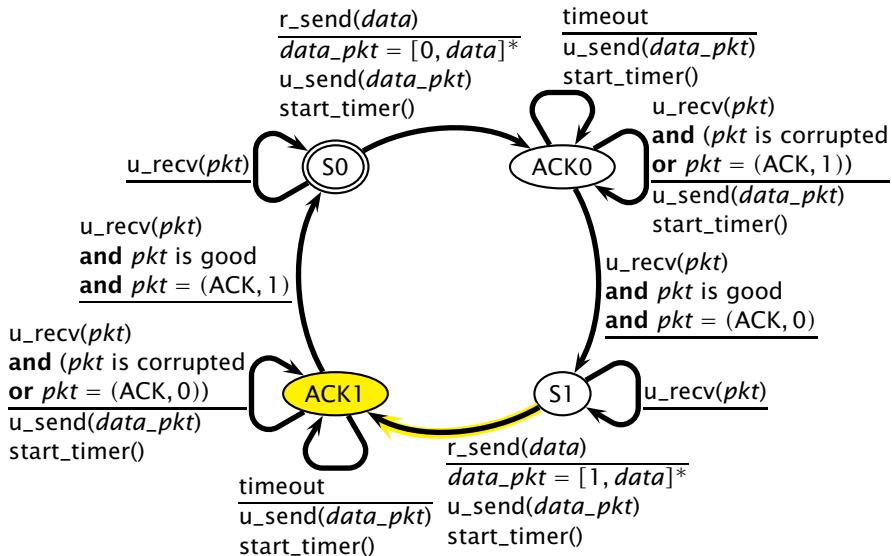 r_send(data)
data_pkt = [0, data]*
u_send(data_pkt)
start_timer()
timeout
u_send(data_pkt)
start_timer()
u_recv(pkt)
S0
ACK0
u_recv(pkt)
and (pkt is corrupted
or pkt = (ACK, 1))
u_send(data_pkt)
start_timer()
u_recv(pkt)
and pkt is good
and pkt = (ACK, 1)
u_recv(pkt)
and pkt is good
and pkt = (ACK, 0)
u_recv(pkt)
and (pkt is corrupted
or pkt = (ACK, 0))
u_send(data_pkt)
start_timer()
ACK1
S1
u_recv(pkt)
timeout
u_send(data_pkt)
start_timer()
r_send(data)
data_pkt = [1, data]*
u_send(data_pkt)
start_timer()